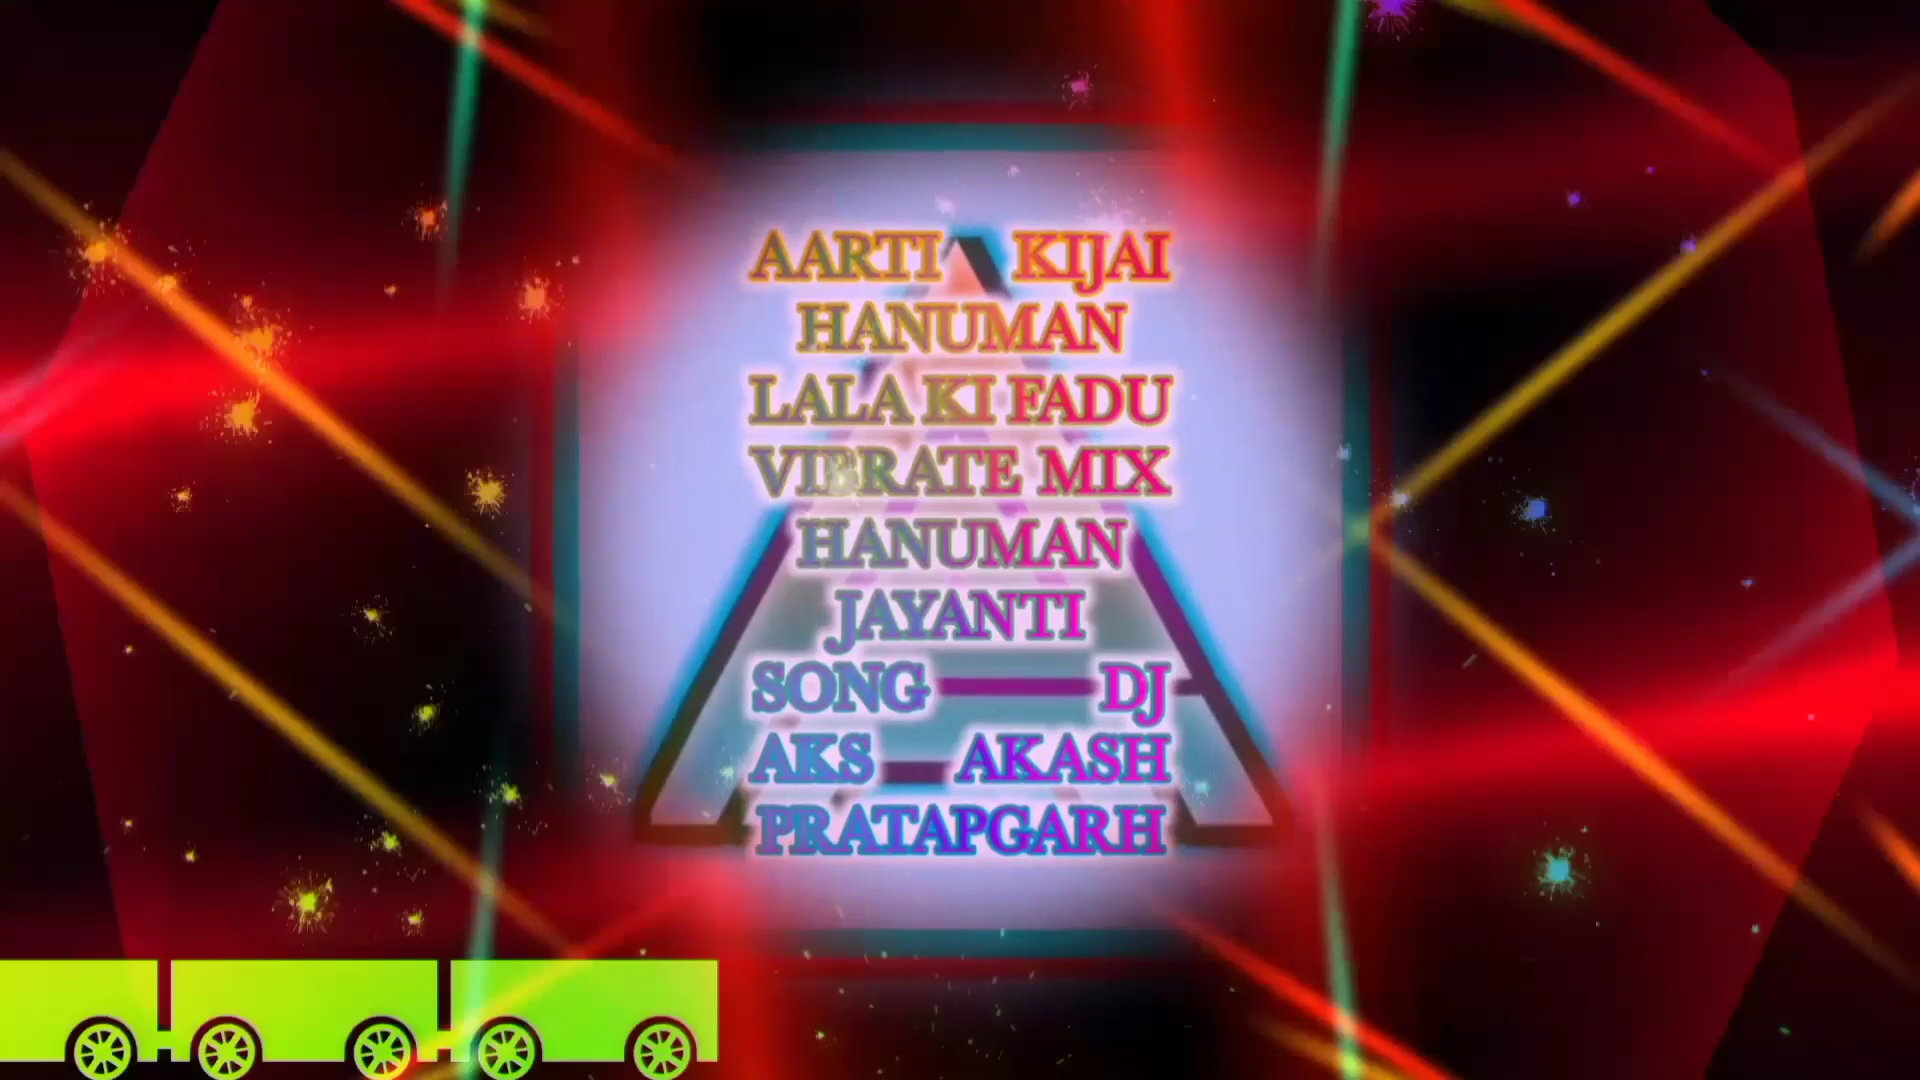 AARTI KIJAI
HANUMAN
LALA KI FADU
VIBRATE MIX
HANUMAN
JAYANTI
SONG DJ
AKS AKASH
PRATAPGARH